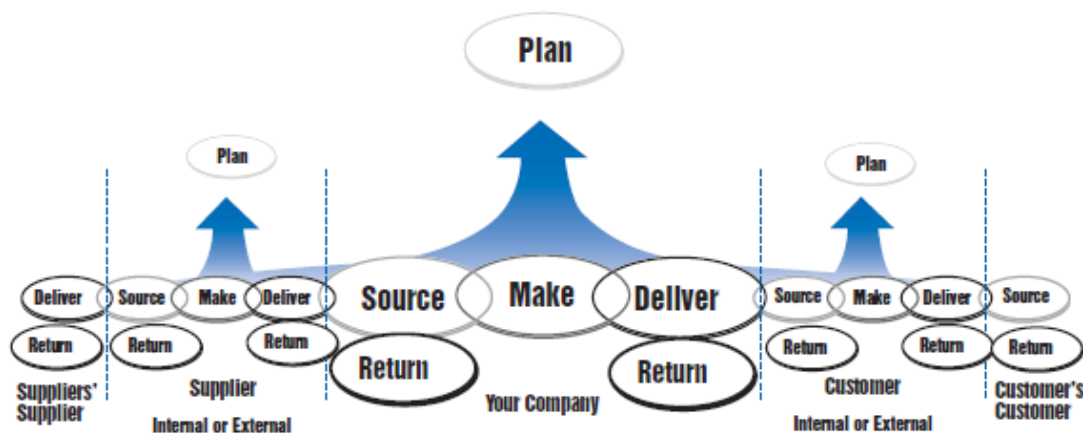 Plan
Plan
Plan
Deliver
Source
Make
Deliver
Source
Make
Deliver
Source
Make
Deliver
Source
Return
Return
Return
Return
Return
Return
Return
Return
Suppliers'
Supplier
Supplier
Internal or External
Your Company
Customer
Internal or External
Customer's
Customer